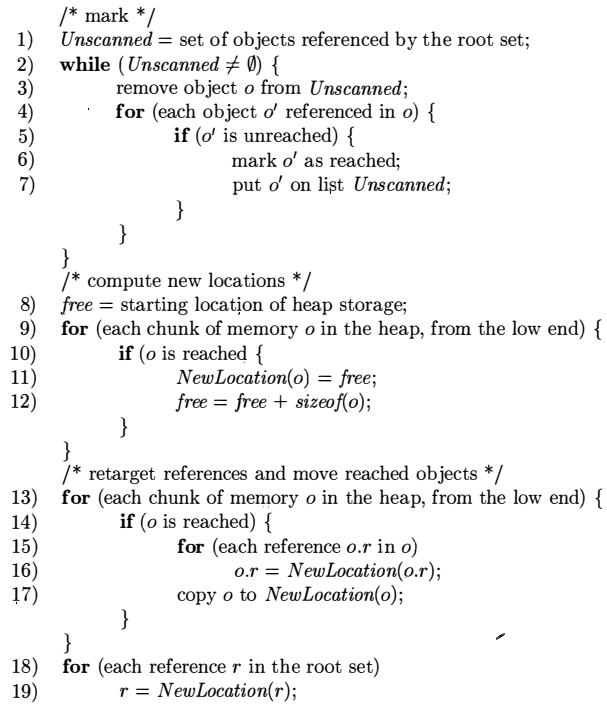 /* mark */
1) Unscanned = set of objects referenced by the root set;
2) while (Unscanned ≠ ∅) {
3) remove object o from Unscanned;
4) for (each object o′ referenced in o) {
5) if (o′ is unreached) {
6) mark o′ as reached;
7) put o′ on list Unscanned;
}
}
}
/* compute new locations */
8) free = starting location of heap storage;
9) for (each chunk of memory o in the heap, from the low end) {
10) if (o is reached {
11) NewLocation(o) = free;
12) free = free + sizeof(o);
}
}
/* retarget references and move reached objects */
13) for (each chunk of memory o in the heap, from the low end) {
14) if (o is reached) {
15) for (each reference o.r in o)
16) o.r = NewLocation(o.r);
17) copy o to NewLocation(o);
}
}
18) for (each reference r in the root set)
19) r = NewLocation(r);